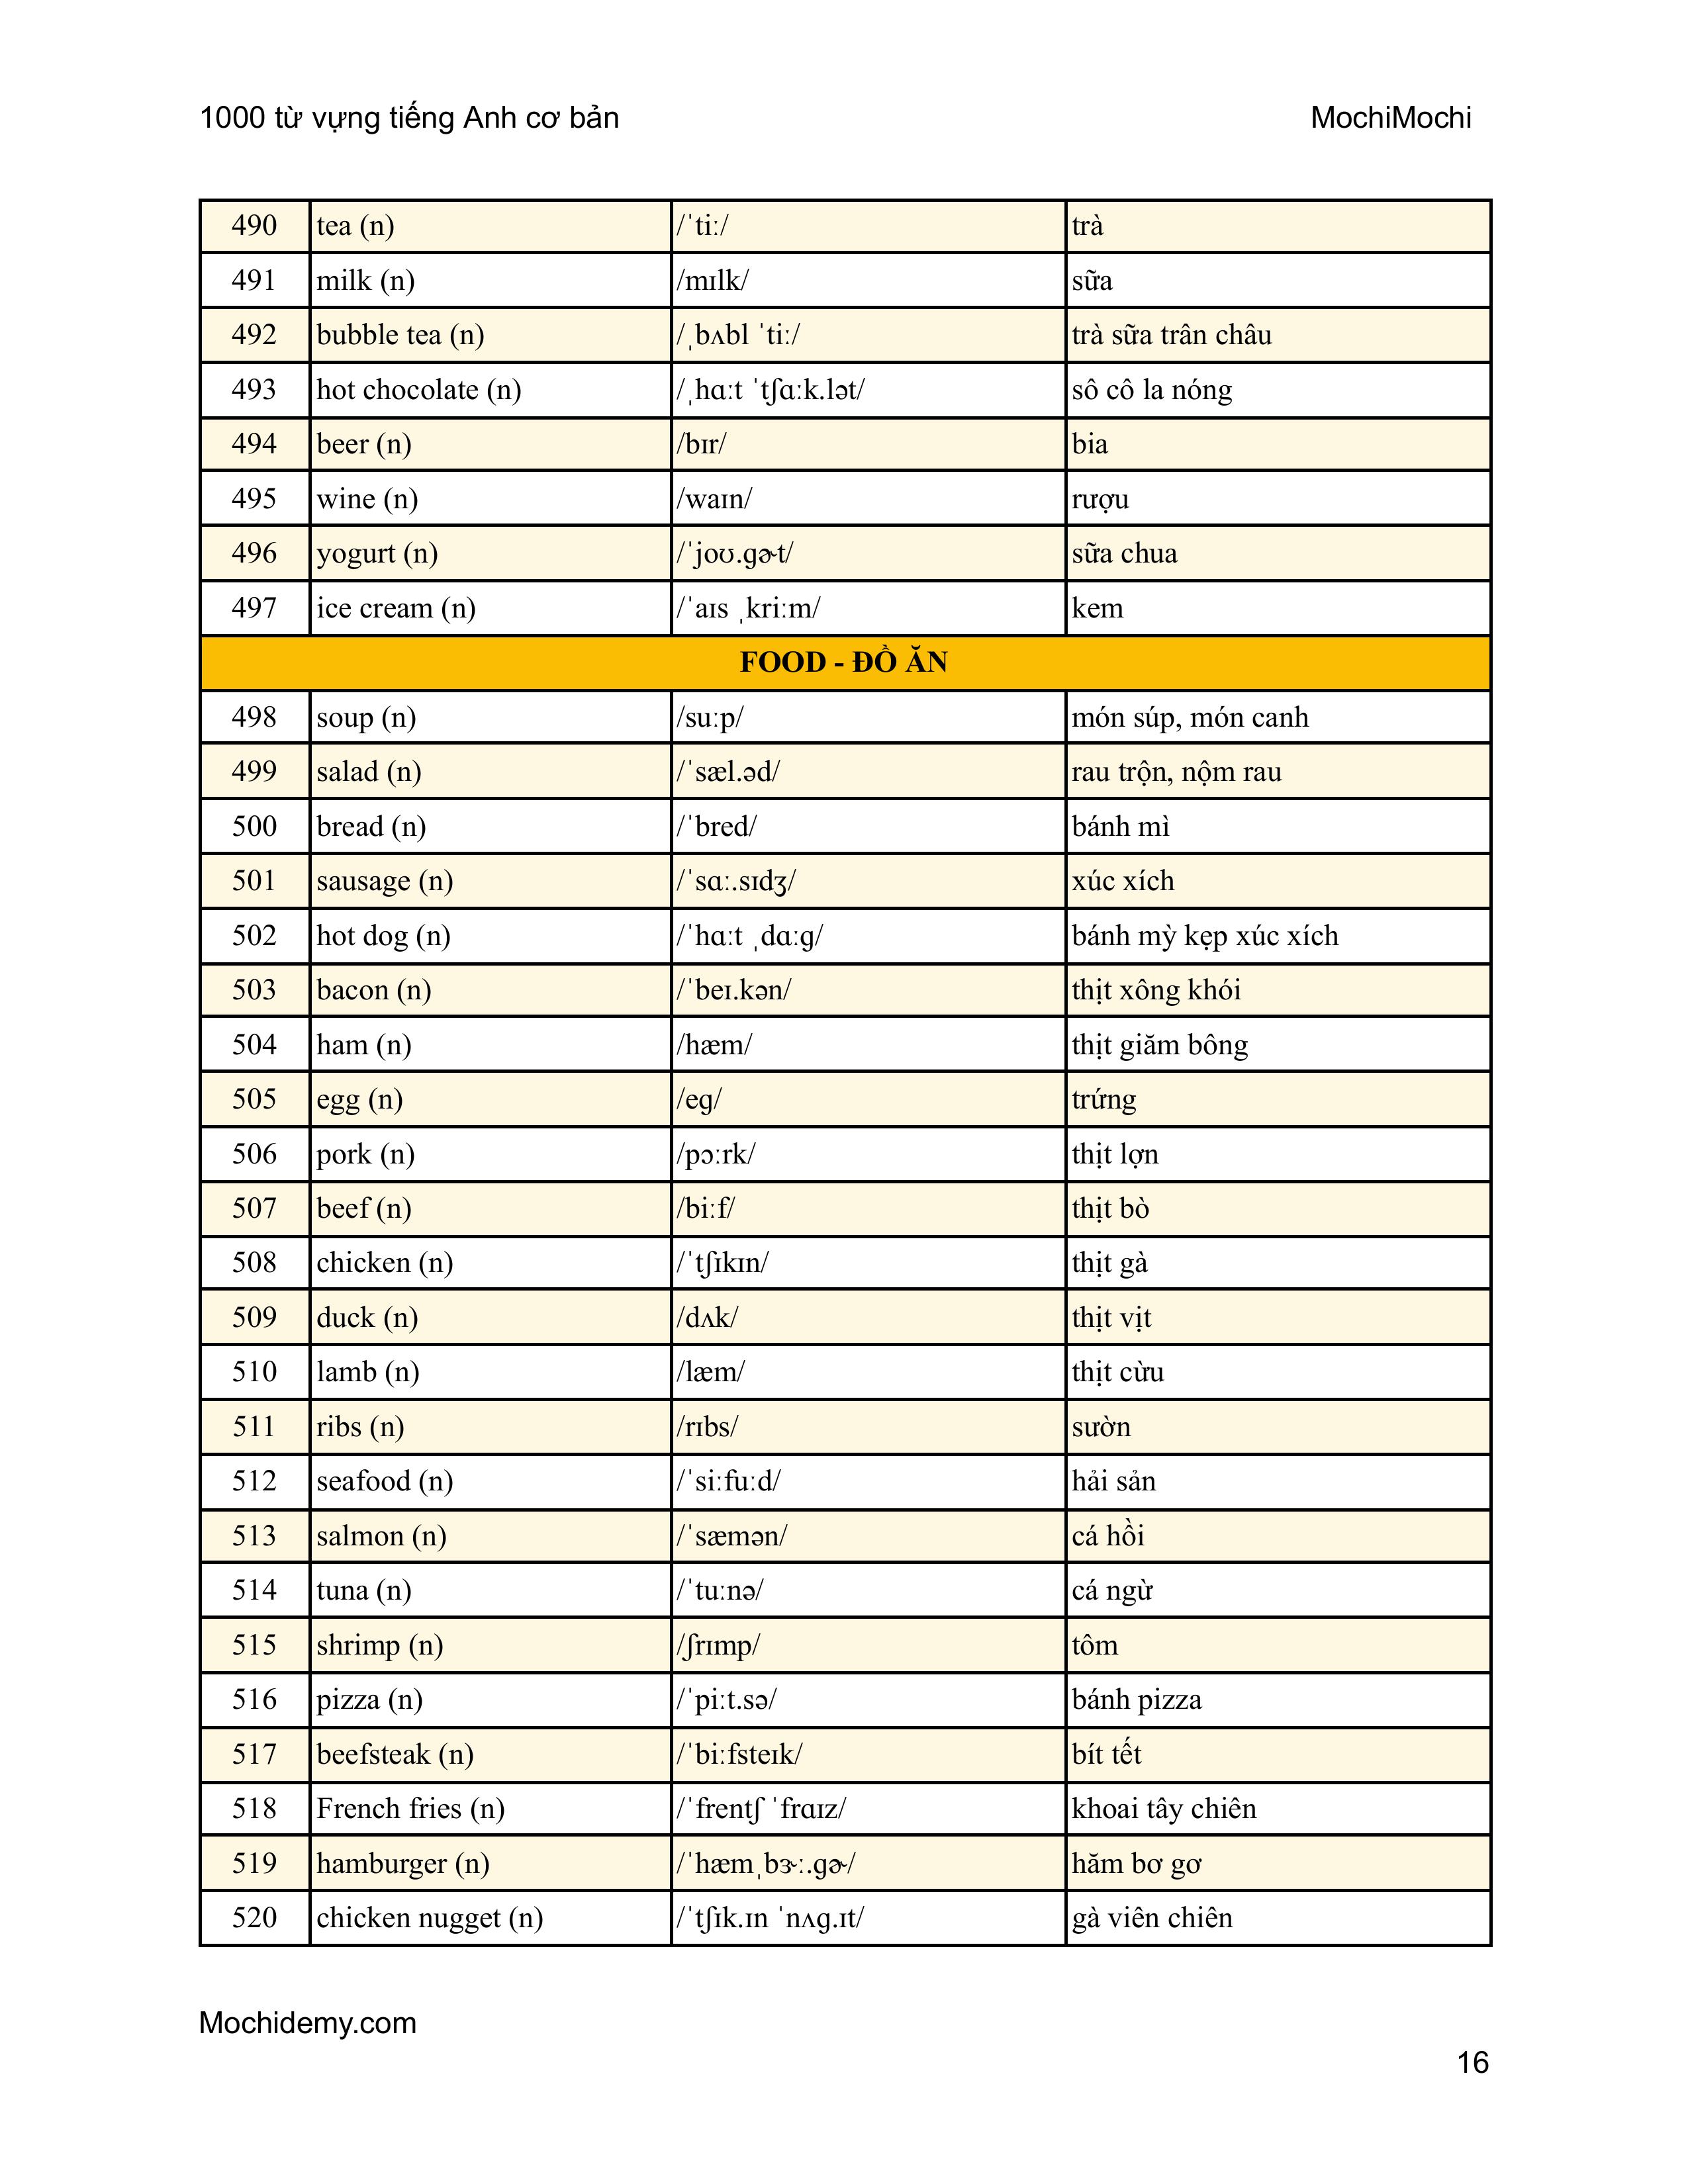 1000 từ vựng tiếng Anh cơ bản MochiMochi
490 tea (n) /ˈtiː/ trà
491 milk (n) /mɪlk/ sữa
492 bubble tea (n) /ˌbʌbl ˈtiː/ trà sữa trân châu
493 hot chocolate (n) /ˌhɑːt ˈtʃɑːk.lət/ sô cô la nóng
494 beer (n) /bɪr/ bia
495 wine (n) /waɪn/ rượu
496 yogurt (n) /ˈjoʊ.ɡɚt/ sữa chua
497 ice cream (n) /ˈaɪs ˌkriːm/ kem
FOOD - ĐỒ ĂN
498 soup (n) /suːp/ món súp, món canh
499 salad (n) /ˈsæl.əd/ rau trộn, nộm rau
500 bread (n) /ˈbred/ bánh mì
501 sausage (n) /ˈsɑː.sɪdʒ/ xúc xích
502 hot dog (n) /ˈhɑːt ˌdɑːɡ/ bánh mỳ kẹp xúc xích
503 bacon (n) /ˈbeɪ.kən/ thịt xông khói
504 ham (n) /hæm/ thịt giăm bông
505 egg (n) /eɡ/ trứng
506 pork (n) /pɔːrk/ thịt lợn
507 beef (n) /biːf/ thịt bò
508 chicken (n) /ˈtʃɪkɪn/ thịt gà
509 duck (n) /dʌk/ thịt vịt
510 lamb (n) /læm/ thịt cừu
511 ribs (n) /rɪbs/ sườn
512 seafood (n) /ˈsiːfuːd/ hải sản
513 salmon (n) /ˈsæmən/ cá hồi
514 tuna (n) /ˈtuːnə/ cá ngừ
515 shrimp (n) /ʃrɪmp/ tôm
516 pizza (n) /ˈpiːt.sə/ bánh pizza
517 beefsteak (n) /ˈbiːfsteɪk/ bít tết
518 French fries (n) /ˈfrentʃ ˈfrɑɪz/ khoai tây chiên
519 hamburger (n) /ˈhæmˌbɝː.ɡɚ/ hăm bơ gơ
520 chicken nugget (n) /ˈtʃɪk.ɪn ˈnʌɡ.ɪt/ gà viên chiên
Mochidemy.com
16